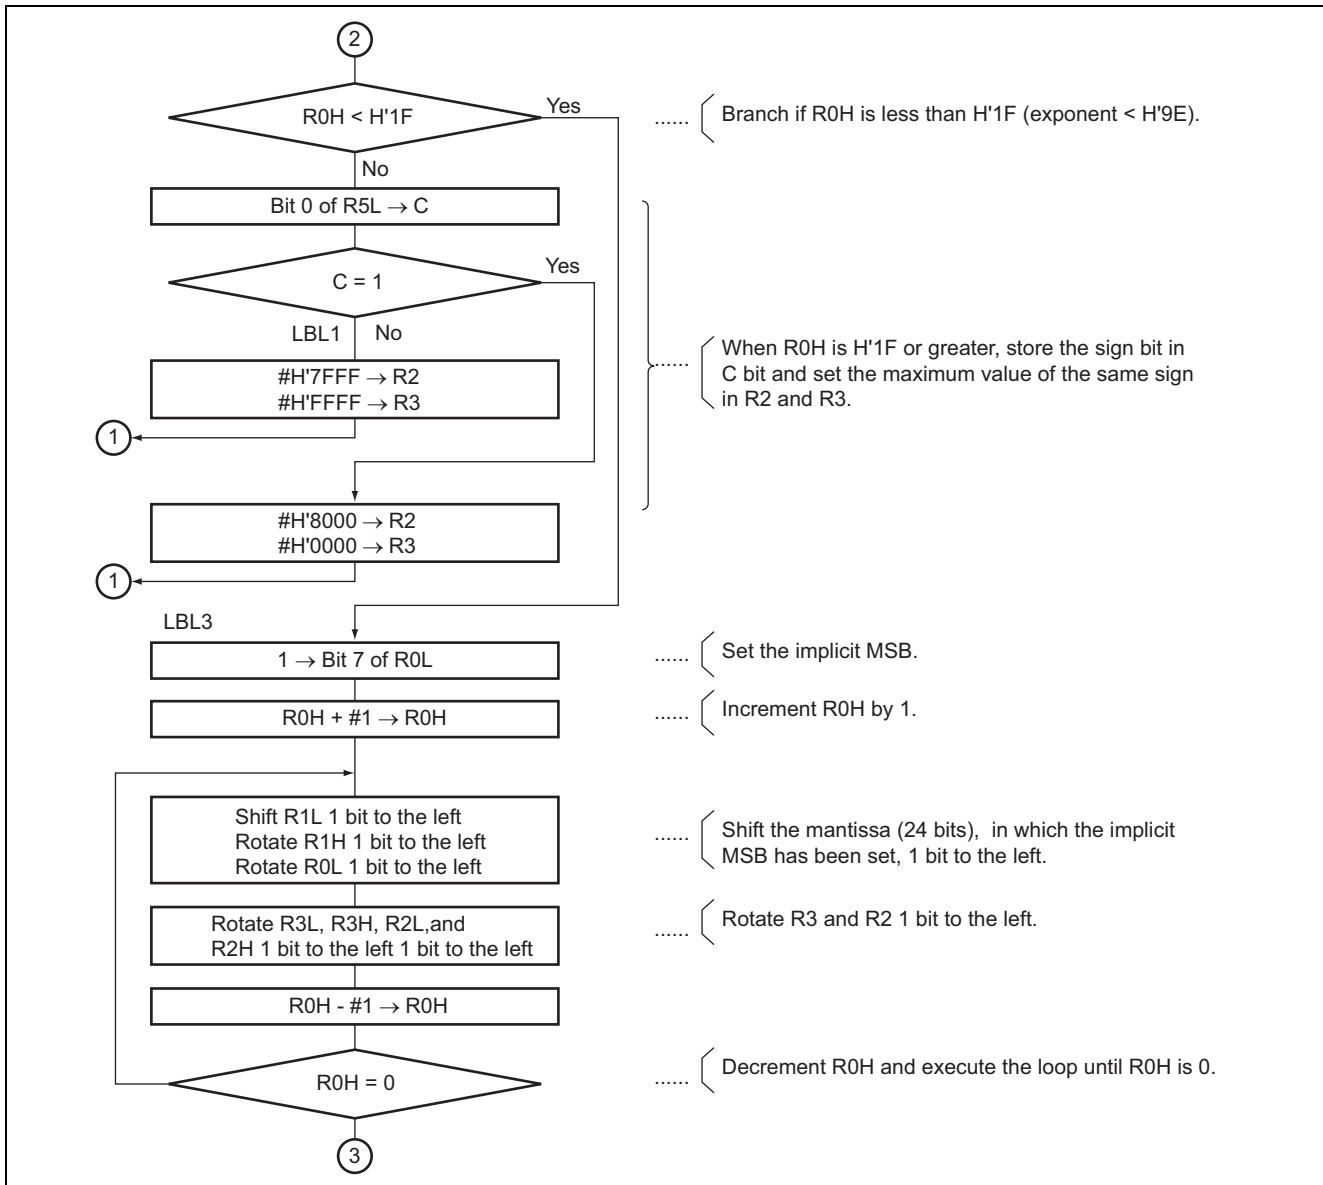 2
R0H < H'1F
Yes
...... Branch if R0H is less than H'1F (exponent < H'9E).
No
Bit 0 of R5L → C
C = 1
Yes
LBL1 No
#H'7FFF → R2
#H'FFFF → R3
...... When R0H is H'1F or greater, store the sign bit in
C bit and set the maximum value of the same sign
in R2 and R3.
1
#H'8000 → R2
#H'0000 → R3
1
LBL3
1 → Bit 7 of R0L
...... Set the implicit MSB.
R0H + #1 → R0H
...... Increment R0H by 1.
Shift R1L 1 bit to the left
Rotate R1H 1 bit to the left
Rotate R0L 1 bit to the left
...... Shift the mantissa (24 bits), in which the implicit
MSB has been set, 1 bit to the left.
Rotate R3L, R3H, R2L,and
R2H 1 bit to the left 1 bit to the left
...... Rotate R3 and R2 1 bit to the left.
R0H - #1 → R0H
R0H = 0
...... Decrement R0H and execute the loop until R0H is 0.
3